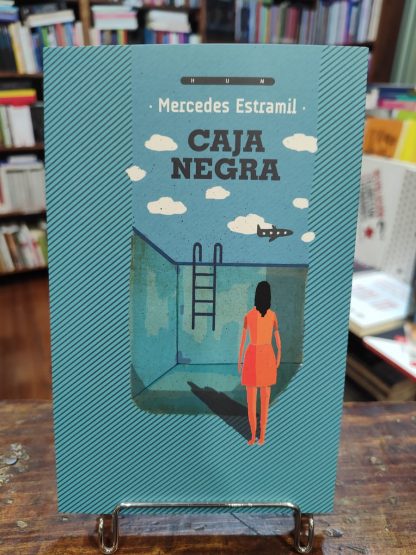 HUM
· Mercedes Estramil ·
CAJA
NEGRA